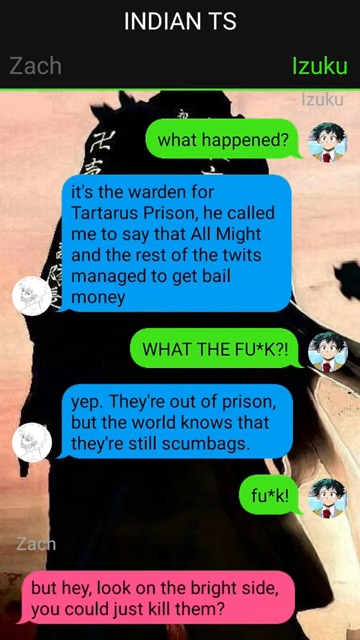 INDIAN TS
Zach
Izuku
Izuku
what happened?
it's the warden for
Tartarus Prison, he called
me to say that All Might
and the rest of the twits
managed to get bail
money
WHAT THE FU*K?!
yep. They're out of prison,
but the world knows that
they're still scumbags.
fu*k!
Zach
but hey, look on the bright side,
you could just kill them?